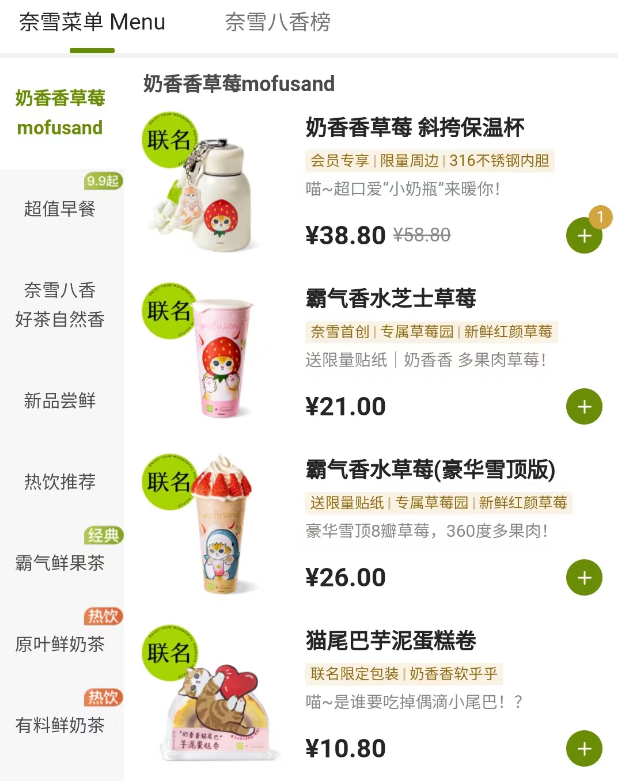 奈雪菜单 Menu
奈雪八香榜
奶香香草莓
mofusand
9.9起
超值早餐
奈雪八香
好茶自然香
新品尝鲜
热饮推荐
经典
霸气鲜果茶
热饮
原叶鲜奶茶
热饮
有料鲜奶茶
奶香香草莓mofusand
联名
奶香香草莓 斜挎保温杯
会员专享 | 限量周边 | 316不锈钢内胆
喵~超口爱“小奶瓶”来暖你！
¥38.80 ¥58.80
1
联名
霸气香水芝士草莓
奈雪首创 | 专属草莓园 | 新鲜红颜草莓
送限量贴纸｜奶香香 多果肉草莓！
¥21.00
联名
霸气香水草莓(豪华雪顶版)
送限量贴纸 | 专属草莓园 | 新鲜红颜草莓
豪华雪顶8瓣草莓，360度多果肉！
¥26.00
联名
奶香香猫尾巴
芋泥蛋糕卷
猫尾巴芋泥蛋糕卷
联名限定包装 | 奶香香软乎乎
喵~是谁要吃掉偶滴小尾巴！？
¥10.80